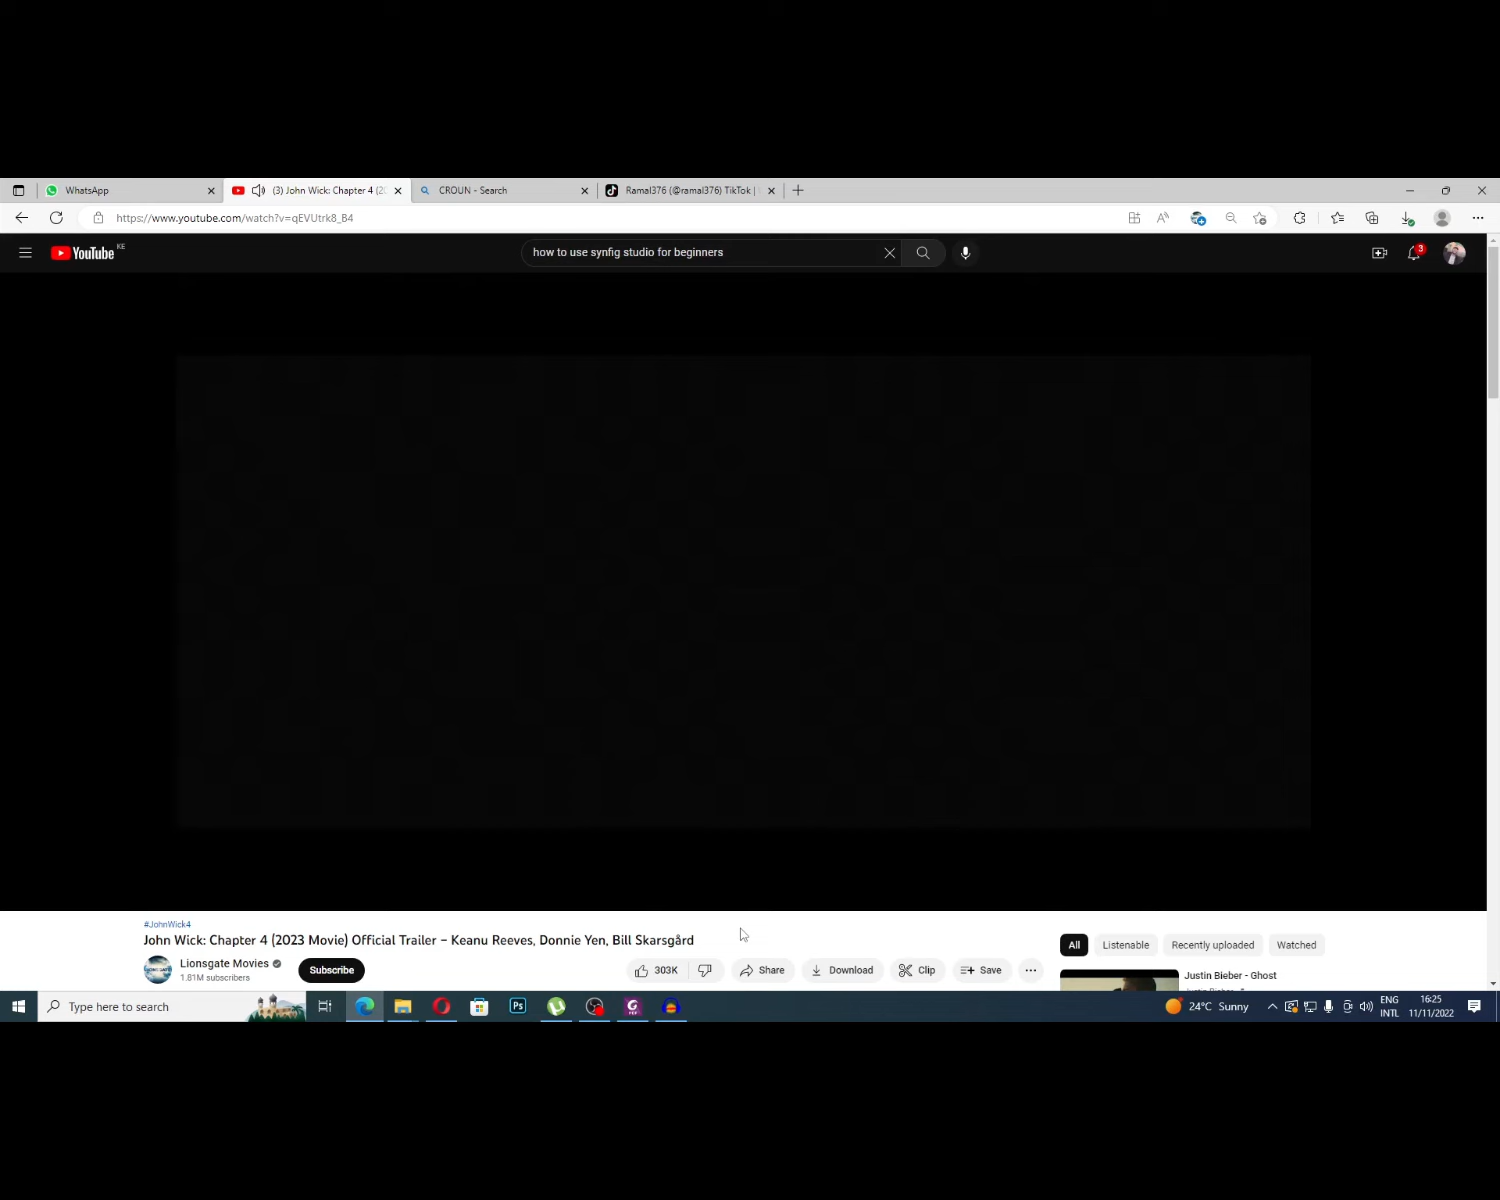 WhatsApp
(3) John Wick: Chapter 4 (20
CROUN - Search
Ramal376 (@ramal376) TikTok |
https://www.youtube.com/watch?v=qEVUtrk8_B4
YouTube KE
how to use synfig studio for beginners
3
#JohnWick4
John Wick: Chapter 4 (2023 Movie) Official Trailer – Keanu Reeves, Donnie Yen, Bill Skarsgård
Lionsgate Movies
1.81M subscribers
Subscribe
303K
Share
Download
Clip
Save
All
Listenable
Recently uploaded
Watched
Justin Bieber - Ghost
Type here to search
Ps
24°C Sunny
ENG
INTL
16:25
11/11/2022